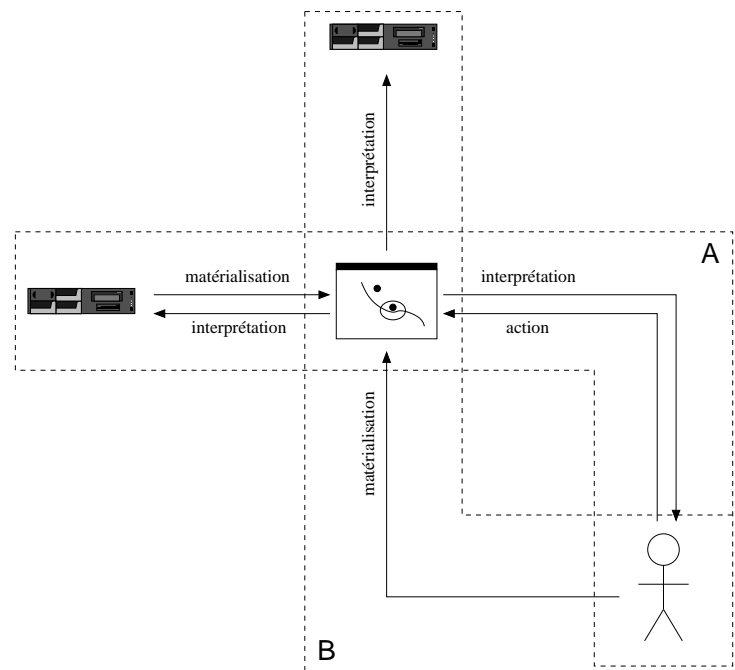 interprétation
A
matérialisation
interprétation
interprétation
action
matérialisation
B